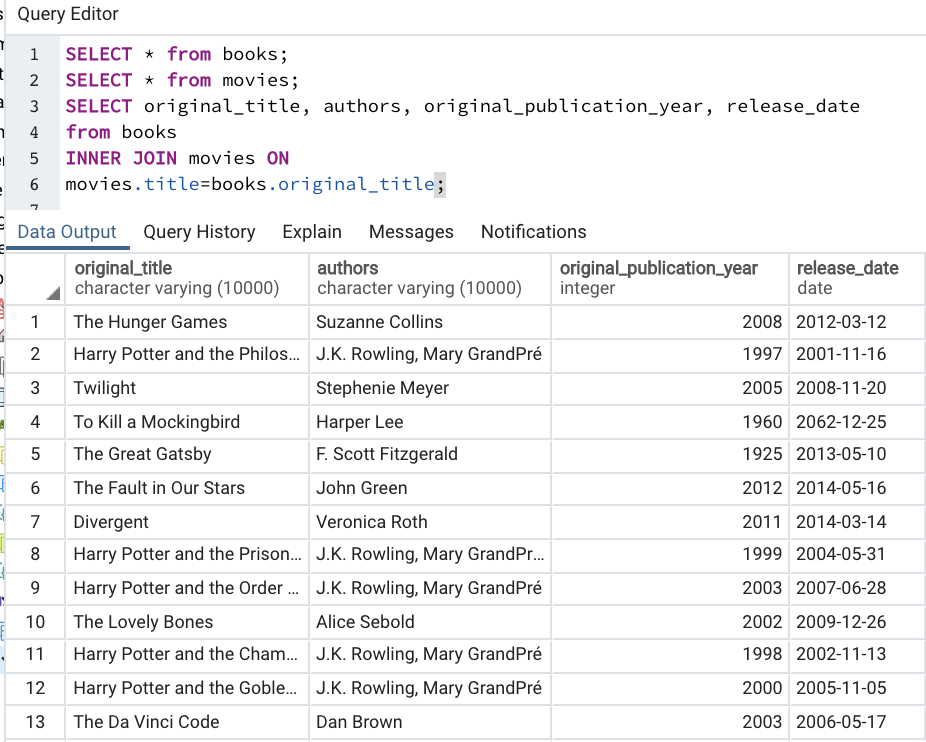 Query Editor
1 SELECT * from books;
2 SELECT * from movies;
3 SELECT original_title, authors, original_publication_year, release_date
4 from books
5 INNER JOIN movies ON
6 movies.title=books.original_title;
7
Data Output Query History Explain Messages Notifications
original_title authors original_publication_year release_date
character varying (10000) character varying (10000) integer date
1 The Hunger Games Suzanne Collins 2008 2012-03-12
2 Harry Potter and the Philos... J.K. Rowling, Mary GrandPré 1997 2001-11-16
3 Twilight Stephenie Meyer 2005 2008-11-20
4 To Kill a Mockingbird Harper Lee 1960 2062-12-25
5 The Great Gatsby F. Scott Fitzgerald 1925 2013-05-10
6 The Fault in Our Stars John Green 2012 2014-05-16
7 Divergent Veronica Roth 2011 2014-03-14
8 Harry Potter and the Prison... J.K. Rowling, Mary GrandPr... 1999 2004-05-31
9 Harry Potter and the Order ... J.K. Rowling, Mary GrandPré 2003 2007-06-28
10 The Lovely Bones Alice Sebold 2002 2009-12-26
11 Harry Potter and the Cham... J.K. Rowling, Mary GrandPré 1998 2002-11-13
12 Harry Potter and the Goble... J.K. Rowling, Mary GrandPré 2000 2005-11-05
13 The Da Vinci Code Dan Brown 2003 2006-05-17